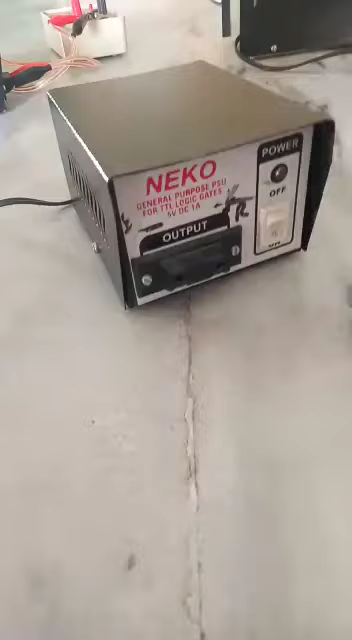 NEKO
GENERAL PURPOSE PSU
FOR TTL LOGIC GATES
5V DC 1A
OUTPUT
POWER
OFF